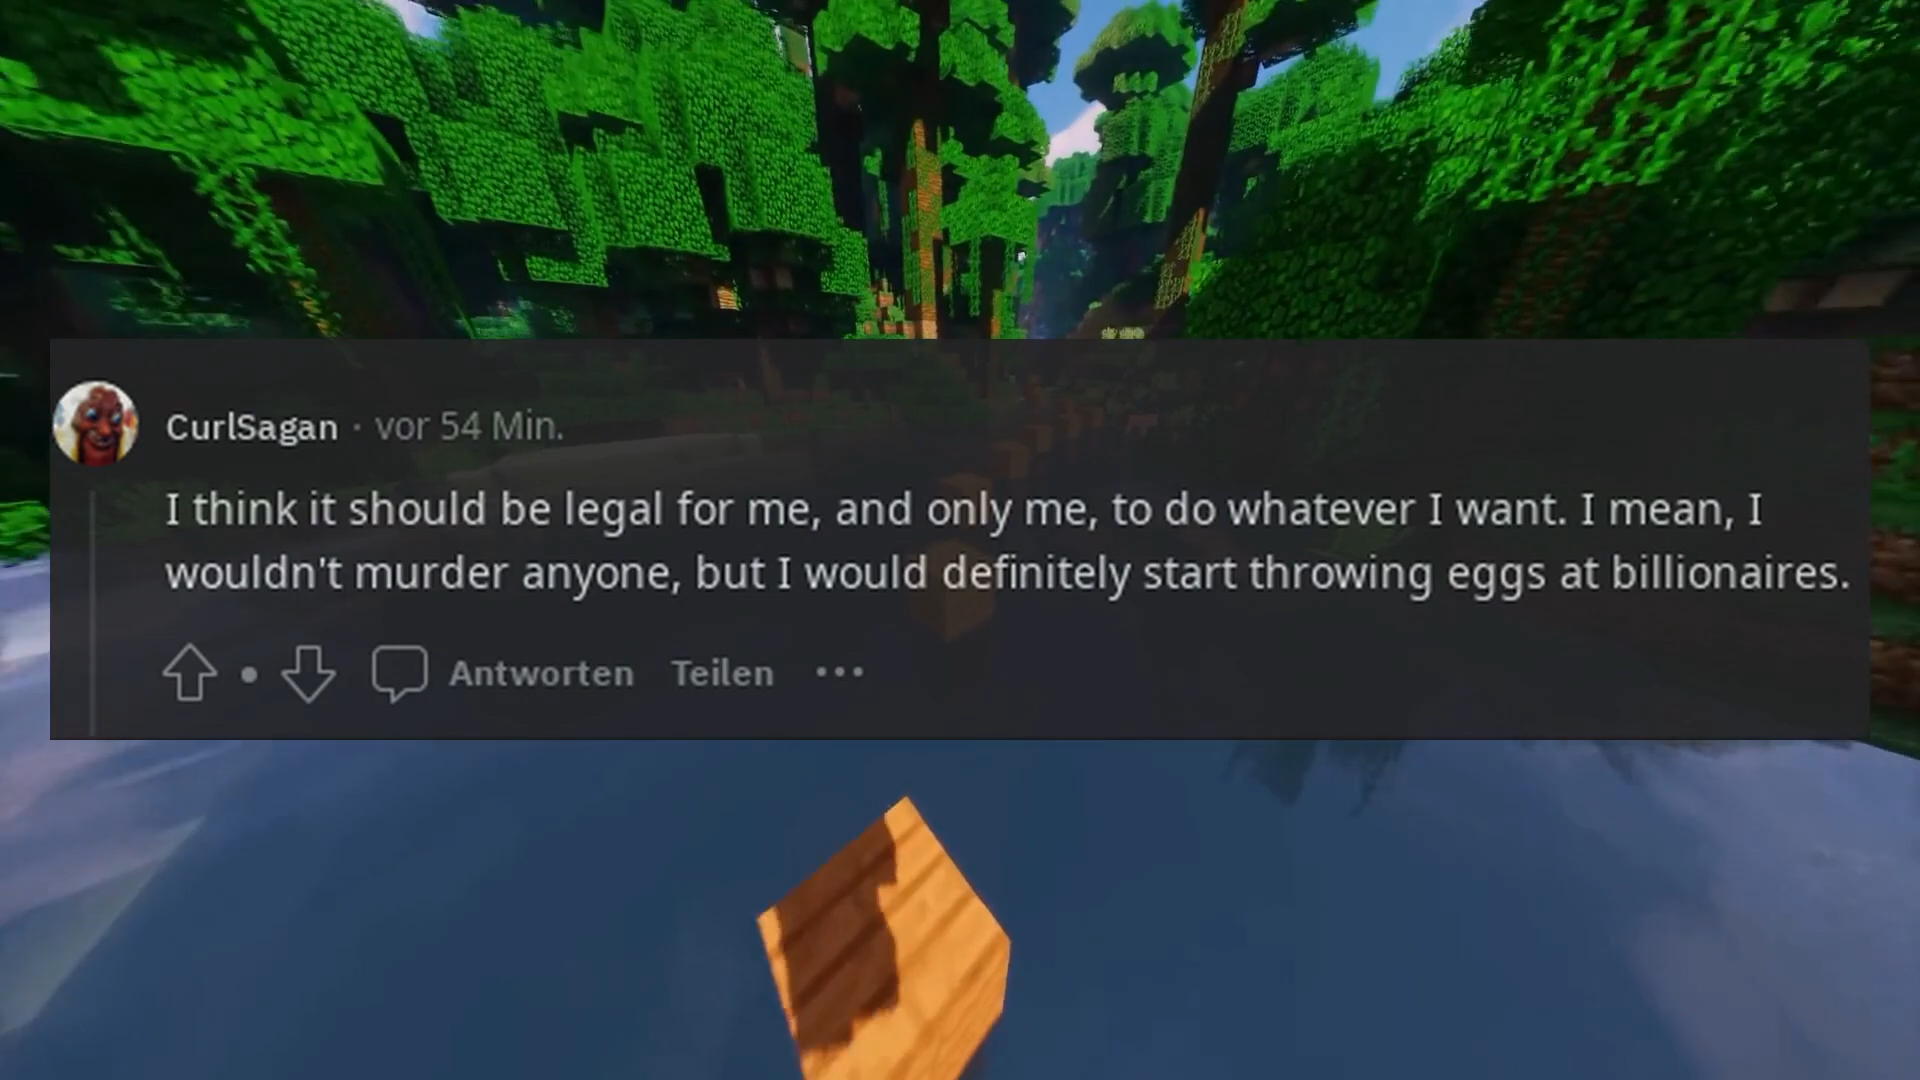 CurlSagan · vor 54 Min.
I think it should be legal for me, and only me, to do whatever I want. I mean, I
wouldn't murder anyone, but I would definitely start throwing eggs at billionaires.
Antworten Teilen ...